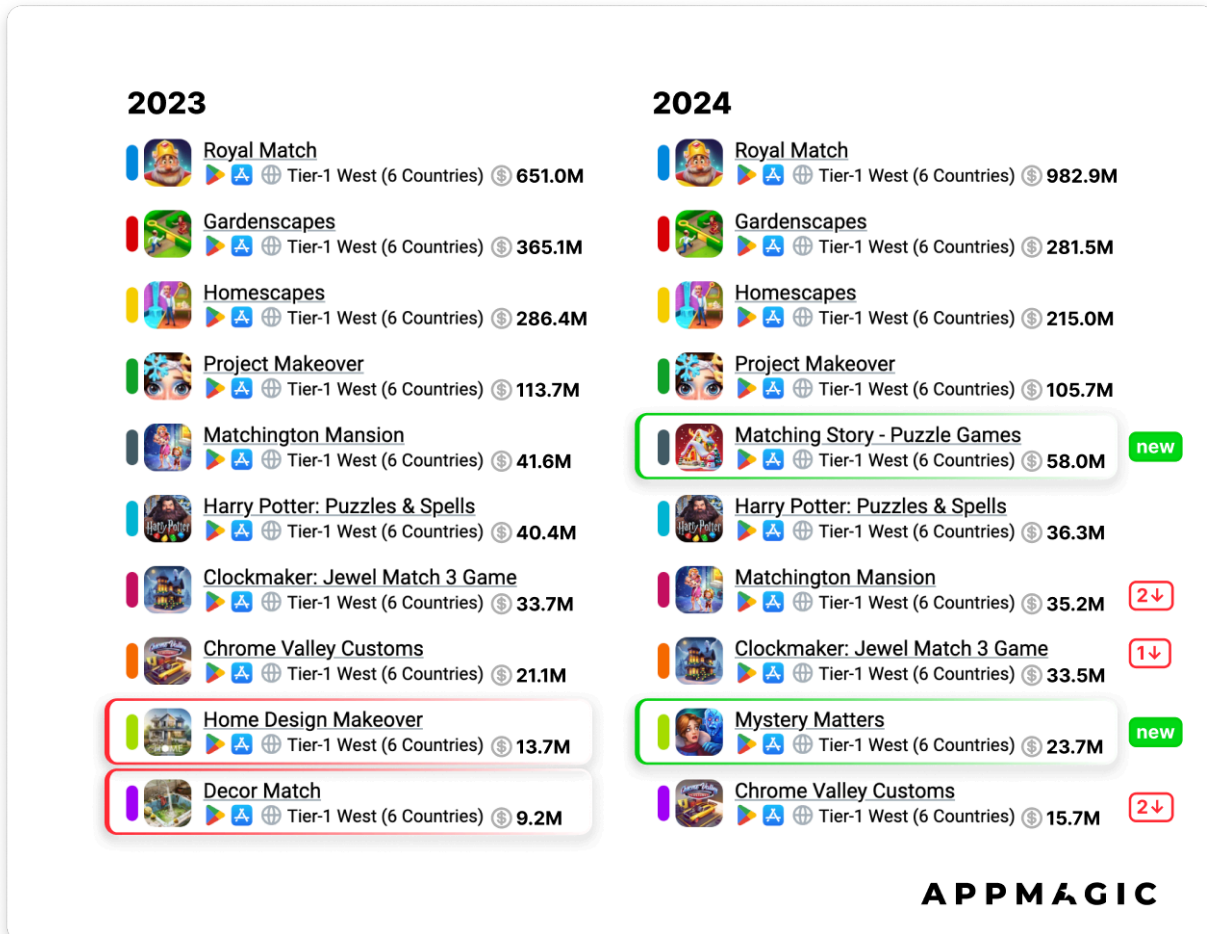 2023
Royal Match
Tier-1 West (6 Countries) $ 651.0M
Gardenscapes
Tier-1 West (6 Countries) $ 365.1M
Homescapes
Tier-1 West (6 Countries) $ 286.4M
Project Makeover
Tier-1 West (6 Countries) $ 113.7M
Matchington Mansion
Tier-1 West (6 Countries) $ 41.6M
Harry Potter
Harry Potter: Puzzles & Spells
Tier-1 West (6 Countries) $ 40.4M
Clockmaker: Jewel Match 3 Game
Tier-1 West (6 Countries) $ 33.7M
Chrome Valley Customs
Tier-1 West (6 Countries) $ 21.1M
HOME
Home Design Makeover
Tier-1 West (6 Countries) $ 13.7M
Decor Match
Tier-1 West (6 Countries) $ 9.2M
2024
Royal Match
Tier-1 West (6 Countries) $ 982.9M
Gardenscapes
Tier-1 West (6 Countries) $ 281.5M
Homescapes
Tier-1 West (6 Countries) $ 215.0M
Project Makeover
Tier-1 West (6 Countries) $ 105.7M
Matching Story - Puzzle Games
Tier-1 West (6 Countries) $ 58.0M
new
Harry Potter
Harry Potter: Puzzles & Spells
Tier-1 West (6 Countries) $ 36.3M
Matchington Mansion
Tier-1 West (6 Countries) $ 35.2M
2↓
Clockmaker: Jewel Match 3 Game
Tier-1 West (6 Countries) $ 33.5M
1↓
Mystery Matters
Tier-1 West (6 Countries) $ 23.7M
new
Chrome Valley Customs
Tier-1 West (6 Countries) $ 15.7M
2↓
APPMAGIC